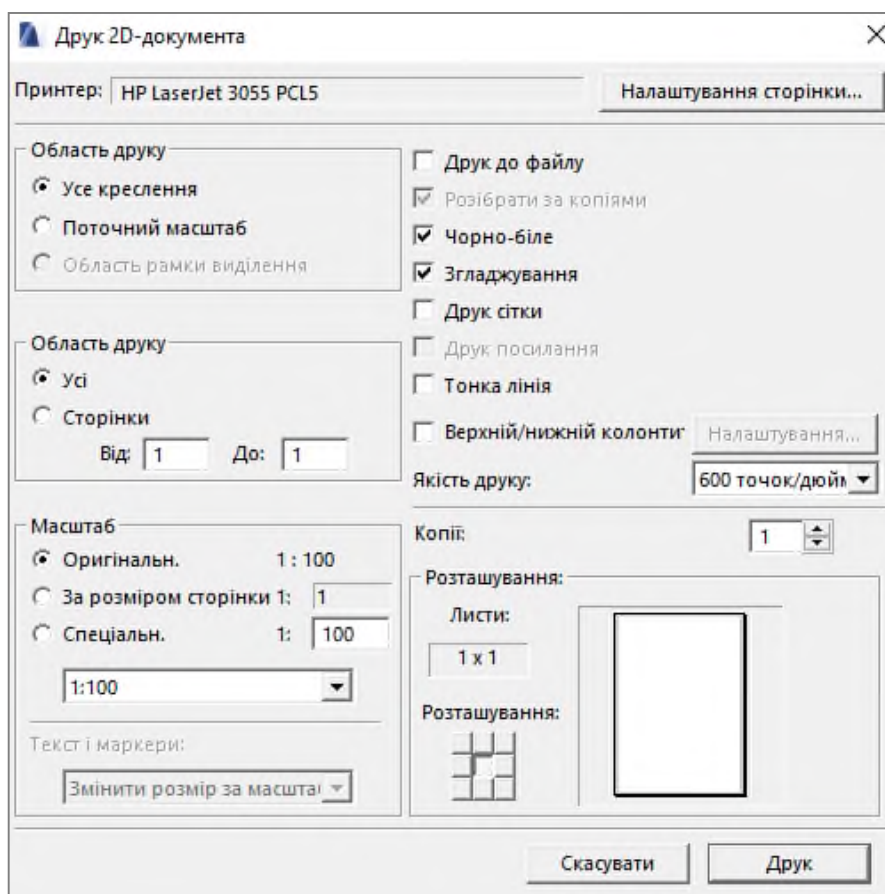 Друк 2D-документа
Принтер: HP LaserJet 3055 PCL5 Налаштування сторінки...
Область друку
Усе креслення
Поточний масштаб
Область рамки виділення
Область друку
Усі
Сторінки
Від: 1 До: 1
Масштаб
Оригінальн. 1 : 100
За розміром сторінки 1: 1
Спеціальн. 1: 100
1:100
Текст і маркери:
Змінити розмір за масшта
Друк до файлу
Розібрати за копіями
Чорно-біле
Згладжування
Друк сітки
Друк посилання
Тонка лінія
Верхній/нижній колонти Налаштування...
Якість друку: 600 точок/дюйм
Копії: 1
Розташування:
Листи:
1 x 1
Розташування:
Скасувати Друк